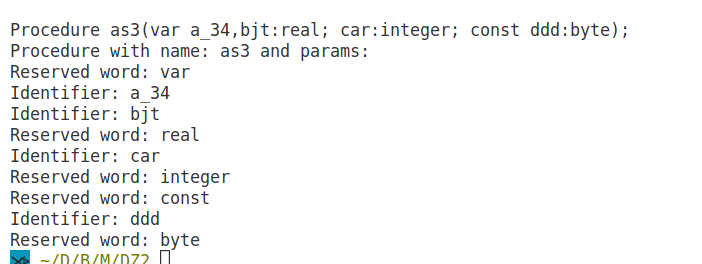 Procedure as3(var a_34,bjt:real; car:integer; const ddd:byte);
Procedure with name: as3 and params:
Reserved word: var
Identifier: a_34
Identifier: bjt
Reserved word: real
Identifier: car
Reserved word: integer
Reserved word: const
Identifier: ddd
Reserved word: byte
~/D/B/M/DZ2